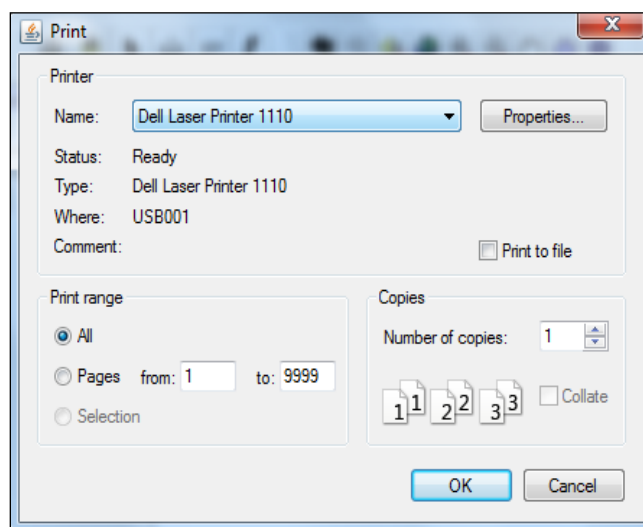 Print
Printer
Name: Dell Laser Printer 1110 Properties...
Status: Ready
Type: Dell Laser Printer 1110
Where: USB001
Comment: Print to file
Print range
All
Pages from: 1 to: 9999
Selection
Copies
Number of copies: 1
1 1 2 2 3 3 Collate
OK Cancel